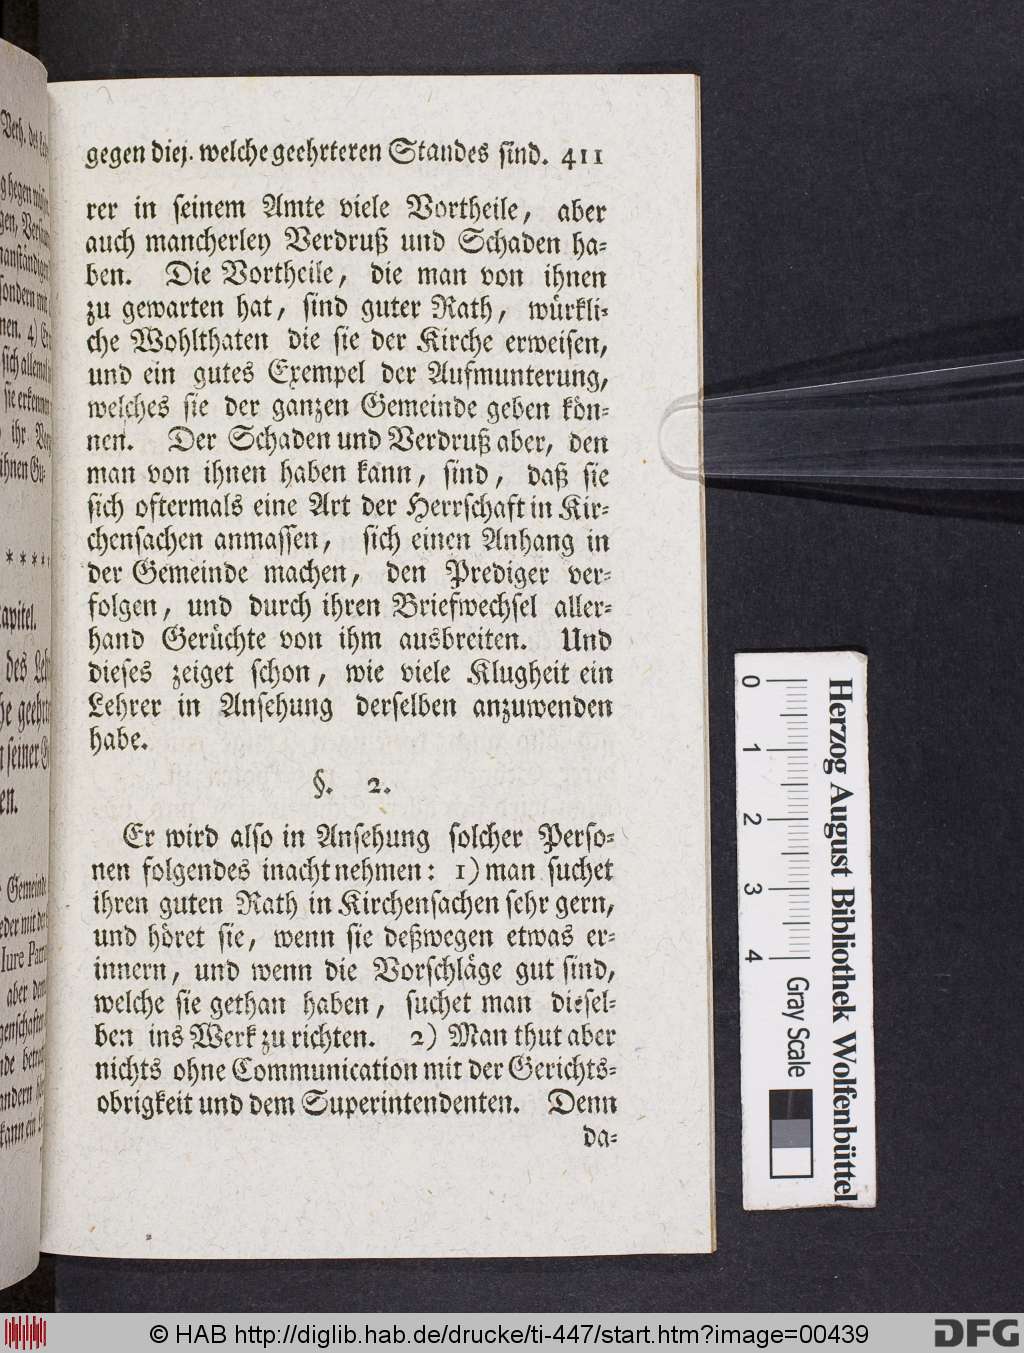 gegen diej. welche geehrteren Standes sind. 411
rer in seinem Amte viele Vortheile, aber
auch mancherley Verdruß und Schaden ha-
ben. Die Vortheile, die man von ihnen
zu gewarten hat, sind guter Rath, würkli-
che Wohlthaten die sie der Kirche erweisen,
und ein gutes Exempel der Aufmunterung,
welches sie der ganzen Gemeinde geben kön-
nen. Der Schaden und Verdruß aber, den
man von ihnen haben kann, sind, daß sie
sich oftermals eine Art der Herrschaft in Kir-
chensachen anmassen, sich einen Anhang in
der Gemeinde machen, den Prediger ver-
folgen, und durch ihren Briefwechsel aller-
hand Gerüchte von ihm ausbreiten. Und
dieses zeiget schon, wie viele Klugheit ein
Lehrer in Ansehung derselben anzuwenden
habe.
§. 2.
Er wird also in Ansehung solcher Perso-
nen folgendes inacht nehmen: 1) man suchet
ihren guten Rath in Kirchensachen sehr gern,
und höret sie, wenn sie deßwegen etwas er-
innern, und wenn die Vorschläge gut sind,
welche sie gethan haben, suchet man diesel-
ben ins Werk zu richten. 2) Man thut aber
nichts ohne Communication mit der Gerichts-
obrigkeit und dem Superintendenten. Denn
da-
0 1 2 3 4 Gray Scale
Herzog August Bibliothek Wolfenbüttel
© HAB http://diglib.hab.de/drucke/ti-447/start.htm?image=00439
DFG